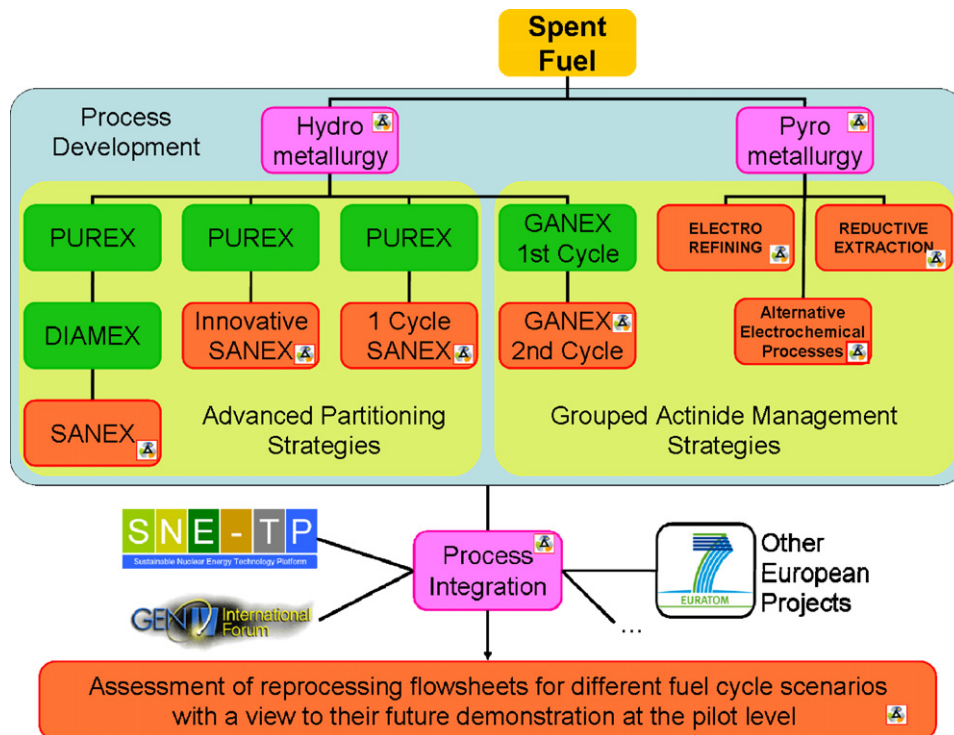 Spent
Fuel
Process
Development
Hydro
metallurgy
Pyro
metallurgy
PUREX
PUREX
PUREX
GANEX
1st Cycle
ELECTRO
REFINING
REDUCTIVE
EXTRACTION
DIAMEX
Innovative
SANEX
1 Cycle
SANEX
GANEX
2nd Cycle
Alternative
Electrochemical
Processes
SANEX
Advanced Partitioning
Strategies
Grouped Actinide Management
Strategies
SNE-TP
Sustainable Nuclear Energy Technology Platform
Process
Integration
7
EURATOM
Other
European
Projects
GEN IV International
Forum
...
Assessment of reprocessing flowsheets for different fuel cycle scenarios
with a view to their future demonstration at the pilot level